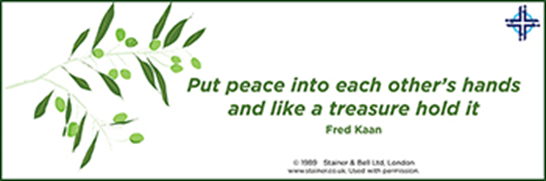 Put peace into each other's hands
and like a treasure hold it
Fred Kaan
© 1989 Stainer & Bell Ltd, London
www.stainer.co.uk. Used with permission.